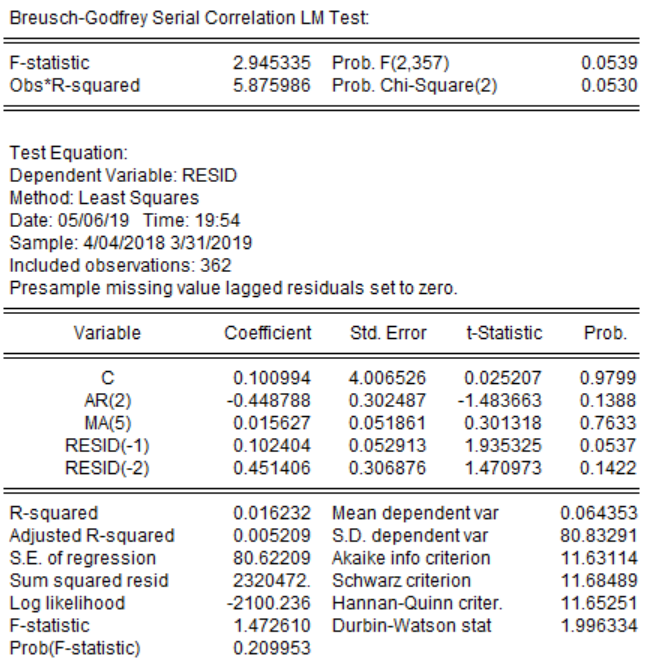 Breusch-Godfrey Serial Correlation LM Test:
F-statistic 2.945335 Prob. F(2,357) 0.0539
Obs*R-squared 5.875986 Prob. Chi-Square(2) 0.0530
Test Equation:
Dependent Variable: RESID
Method: Least Squares
Date: 05/06/19 Time: 19:54
Sample: 4/04/2018 3/31/2019
Included observations: 362
Presample missing value lagged residuals set to zero.
Variable Coefficient Std. Error t-Statistic Prob.
C 0.100994 4.006526 0.025207 0.9799
AR(2) -0.448788 0.302487 -1.483663 0.1388
MA(5) 0.015627 0.051861 0.301318 0.7633
RESID(-1) 0.102404 0.052913 1.935325 0.0537
RESID(-2) 0.451406 0.306876 1.470973 0.1422
R-squared 0.016232 Mean dependent var 0.064353
Adjusted R-squared 0.005209 S.D. dependent var 80.83291
S.E. of regression 80.62209 Akaike info criterion 11.63114
Sum squared resid 2320472. Schwarz criterion 11.68489
Log likelihood -2100.236 Hannan-Quinn criter. 11.65251
F-statistic 1.472610 Durbin-Watson stat 1.996334
Prob(F-statistic) 0.209953